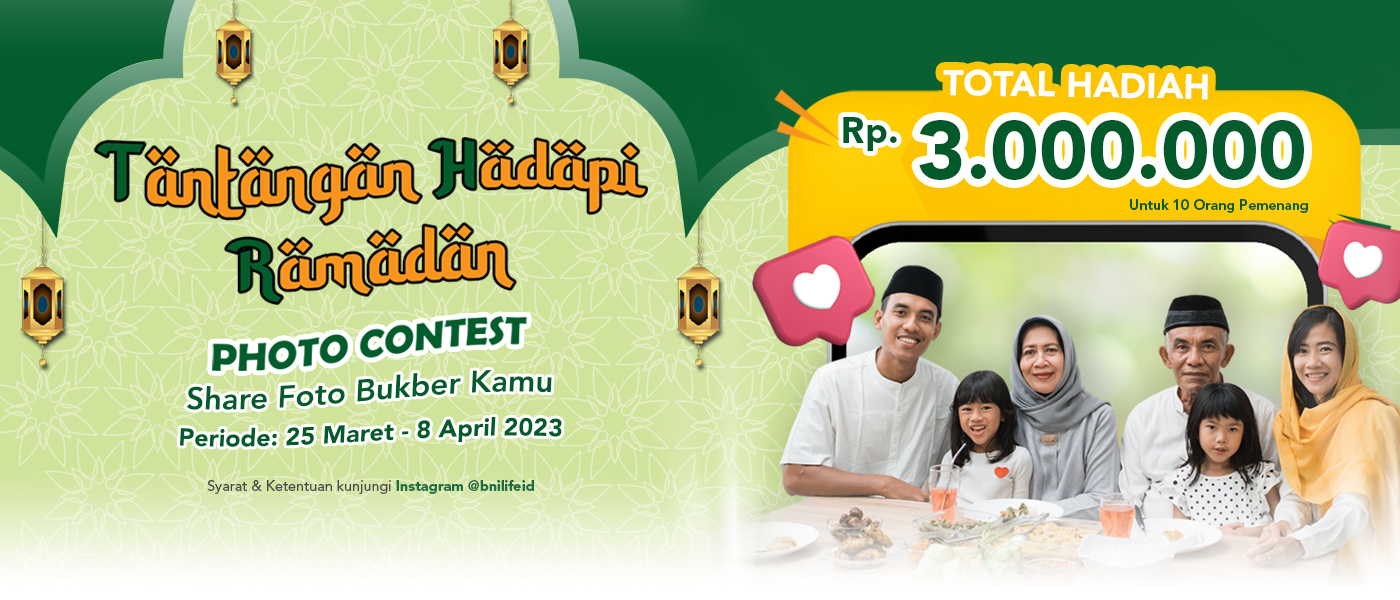 Tantangan Hadapi
Ramadan
PHOTO CONTEST
Share Foto Bukber Kamu
Periode: 25 Maret - 8 April 2023
Syarat & Ketentuan kunjungi Instagram @bnilifeid
TOTAL HADIAH
Rp. 3.000.000
Untuk 10 Orang Pemenang